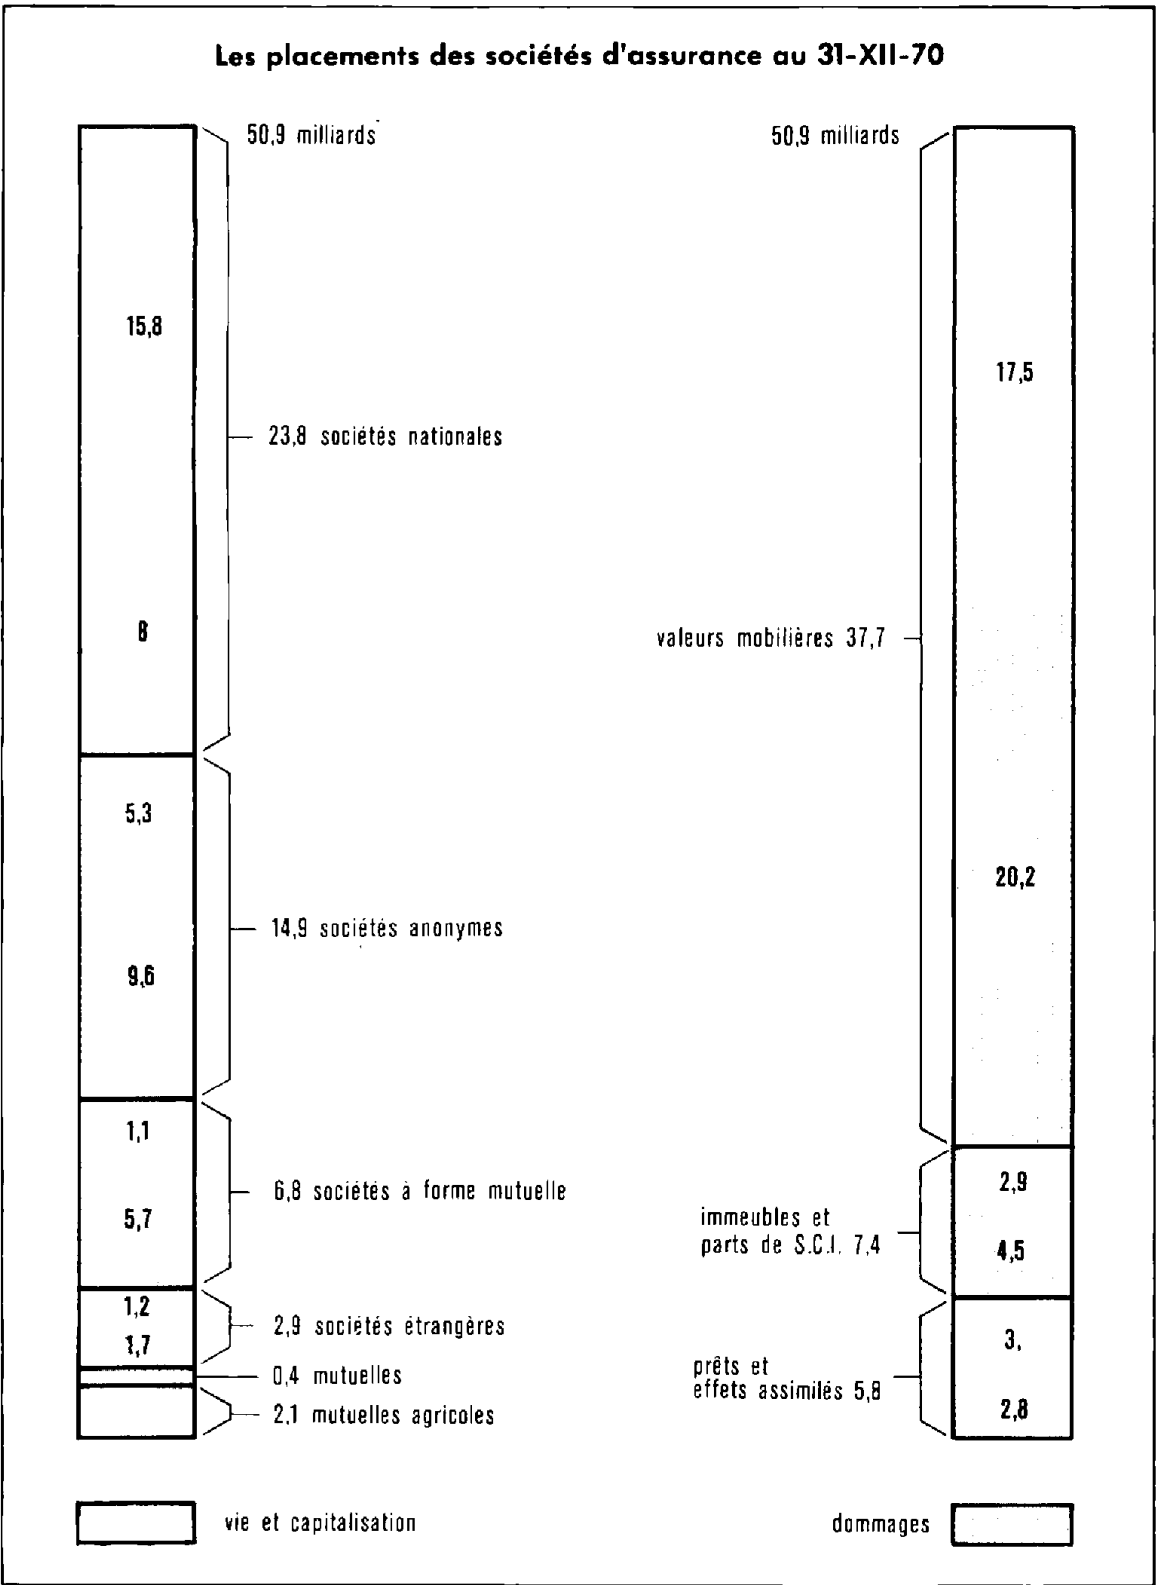 Les placements des sociétés d'assurance au 31-XII-70
50,9 milliards
15,8
23,8 sociétés nationales
8
5,3
14,9 sociétés anonymes
9,6
1,1
6,8 sociétés à forme mutuelle
5,7
1,2
2,9 sociétés étrangères
1,7
0,4 mutuelles
2,1 mutuelles agricoles
vie et capitalisation
50,9 milliards
17,5
valeurs mobilières 37,7
20,2
2,9
immeubles et
parts de S.C.I. 7,4
4,5
3,
prêts et
effets assimilés 5,8
2,8
dommages